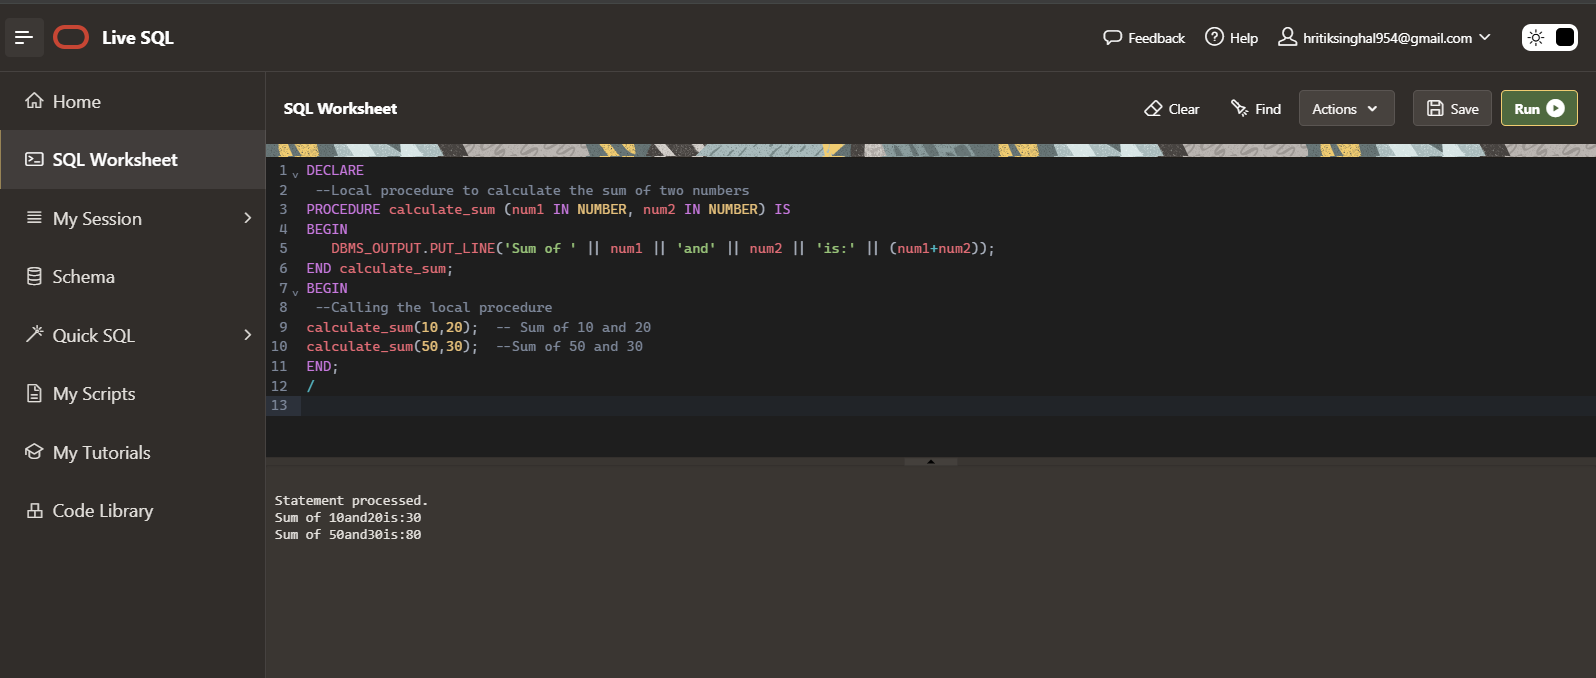 Live SQL
Feedback Help hritiksinghal954@gmail.com
Home
SQL Worksheet
My Session
Schema
Quick SQL
My Scripts
My Tutorials
Code Library
SQL Worksheet
Clear Find Actions Save Run
1 DECLARE
2 --Local procedure to calculate the sum of two numbers
3 PROCEDURE calculate_sum (num1 IN NUMBER, num2 IN NUMBER) IS
4 BEGIN
5 DBMS_OUTPUT.PUT_LINE('Sum of ' || num1 || 'and' || num2 || 'is:' || (num1+num2));
6 END calculate_sum;
7 BEGIN
8 --Calling the local procedure
9 calculate_sum(10,20); -- Sum of 10 and 20
10 calculate_sum(50,30); --Sum of 50 and 30
11 END;
12 /
13
Statement processed.
Sum of 10and20is:30
Sum of 50and30is:80